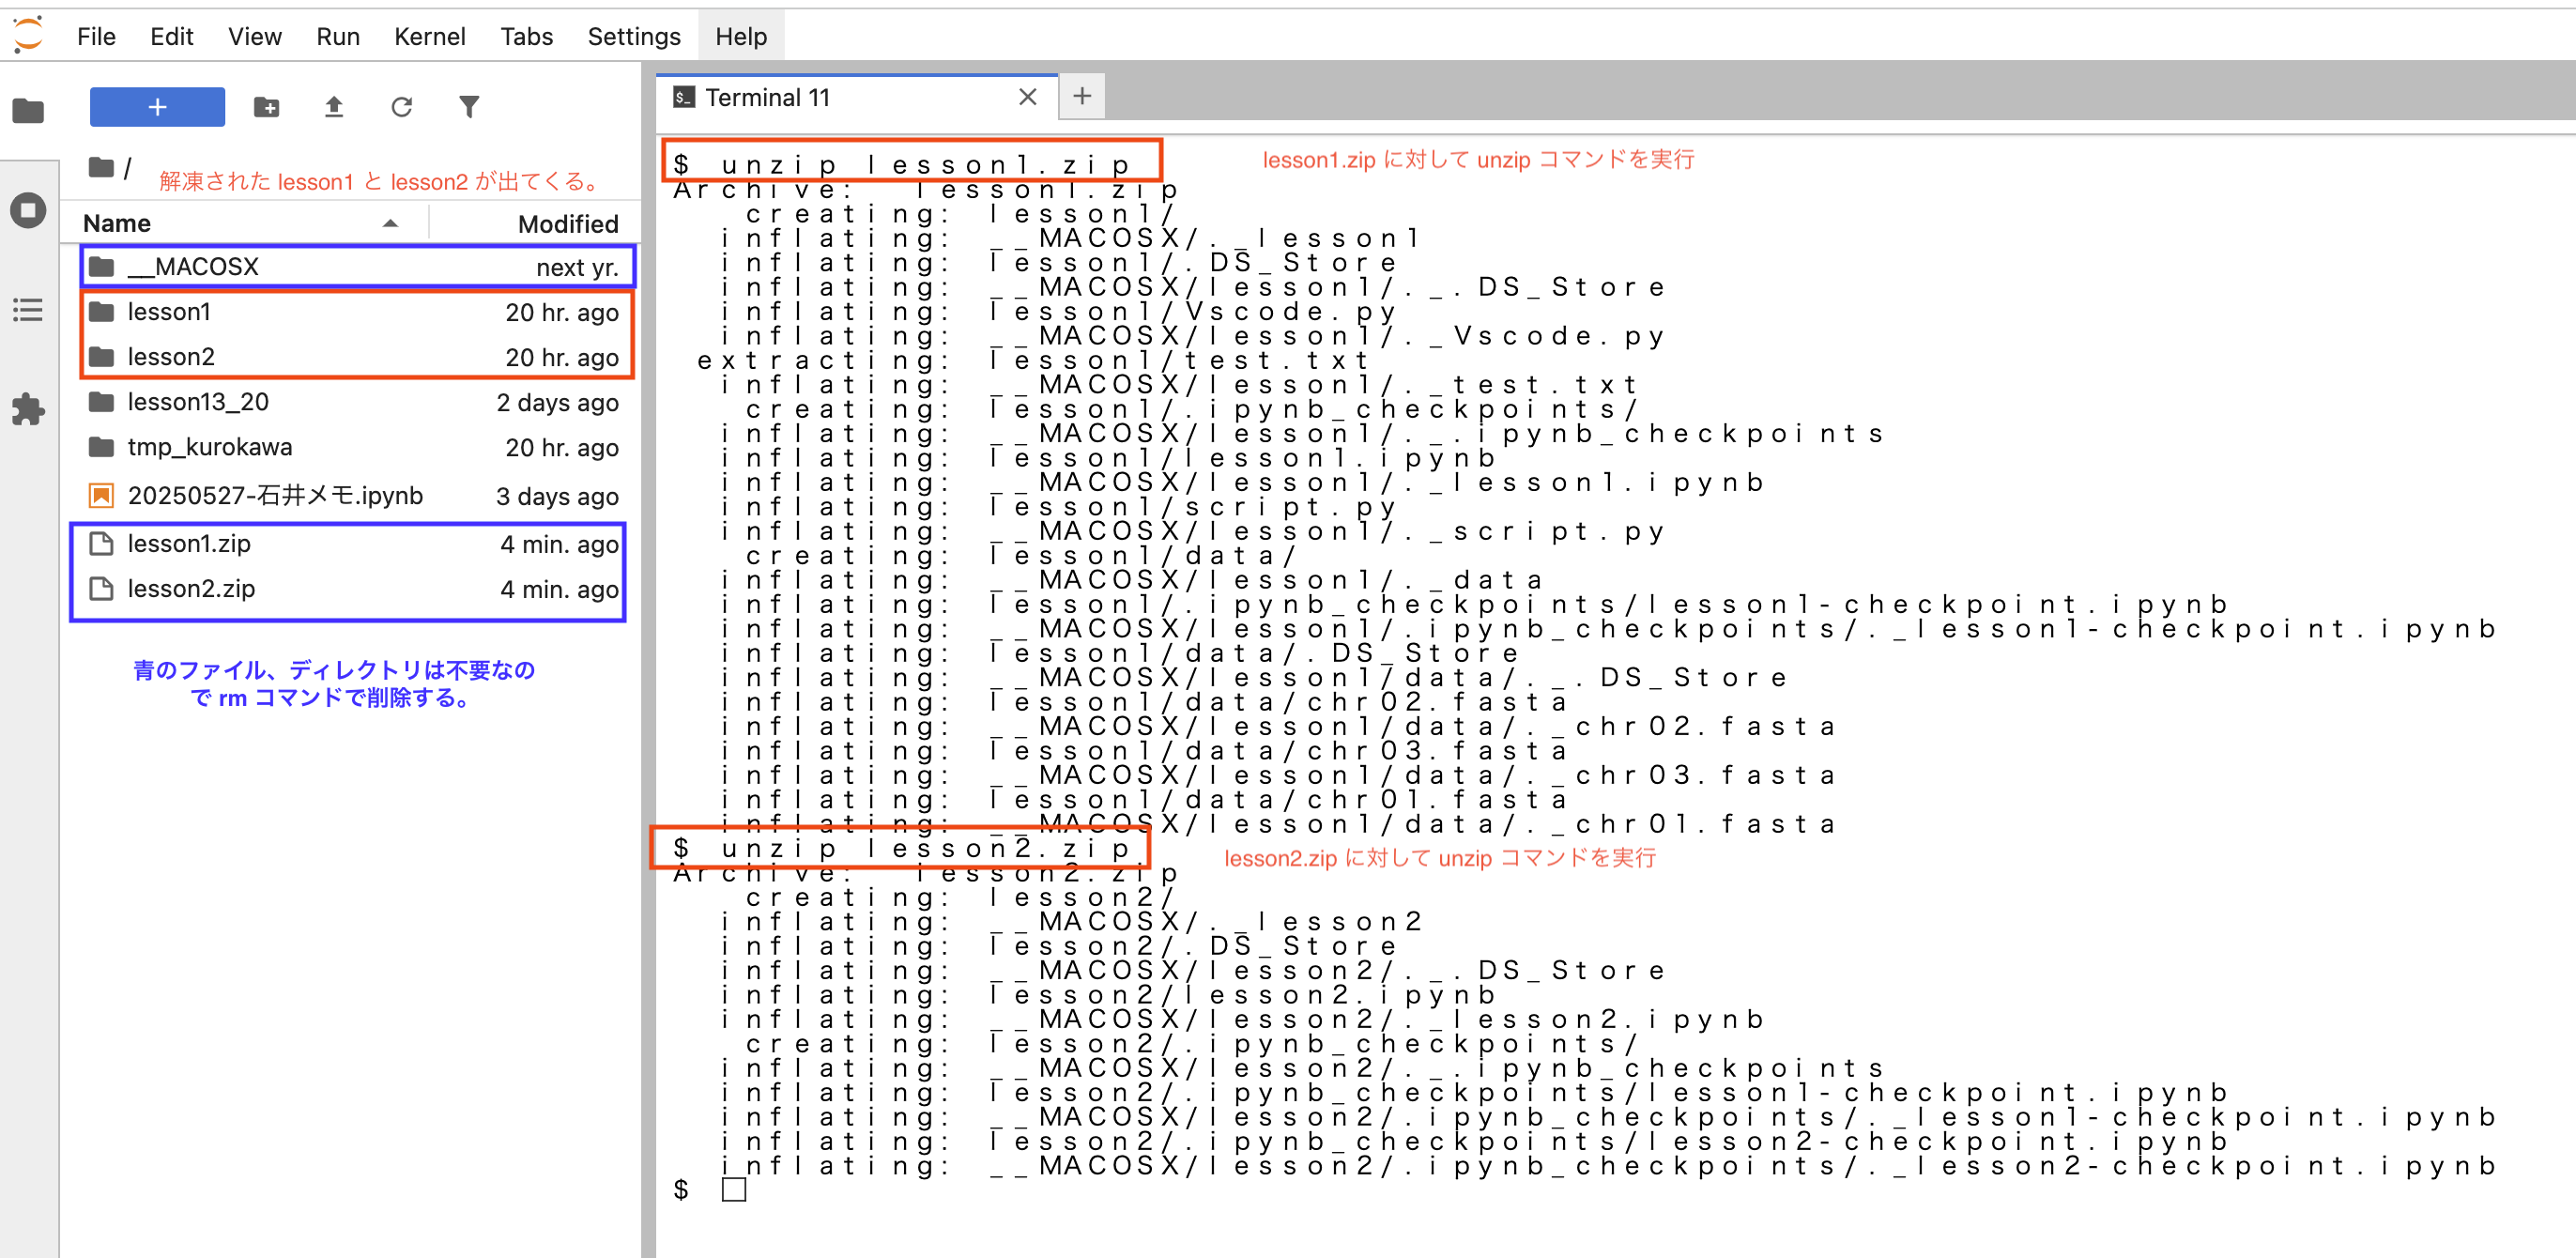 File Edit View Run Kernel Tabs Settings Help
/
解凍された lesson1 と lesson2 が出てくる。
Name Modified
__MACOSX next yr.
lesson1 20 hr. ago
lesson2 20 hr. ago
lesson13_20 2 days ago
tmp_kurokawa 20 hr. ago
20250527-石井メモ.ipynb 3 days ago
lesson1.zip 4 min. ago
lesson2.zip 4 min. ago
青のファイル、ディレクトリは不要なの
で rm コマンドで削除する。
Terminal 11
$ unzip lesson1.zip
lesson1.zip に対して unzip コマンドを実行
Archive:  lesson1.zip
   creating: lesson1/
  inflating: __MACOSX/._lesson1
  inflating: lesson1/.DS_Store
  inflating: __MACOSX/lesson1/._.DS_Store
  inflating: lesson1/Vscode.py
  inflating: __MACOSX/lesson1/._Vscode.py
 extracting: lesson1/test.txt
  inflating: __MACOSX/lesson1/._test.txt
   creating: lesson1/.ipynb_checkpoints/
  inflating: __MACOSX/lesson1/._.ipynb_checkpoints
  inflating: lesson1/lesson1.ipynb
  inflating: __MACOSX/lesson1/._lesson1.ipynb
  inflating: lesson1/script.py
  inflating: __MACOSX/lesson1/._script.py
   creating: lesson1/data/
  inflating: __MACOSX/lesson1/._data
  inflating: lesson1/.ipynb_checkpoints/lesson1-checkpoint.ipynb
  inflating: __MACOSX/lesson1/.ipynb_checkpoints/._lesson1-checkpoint.ipynb
  inflating: lesson1/data/.DS_Store
  inflating: __MACOSX/lesson1/data/._.DS_Store
  inflating: lesson1/data/chr02.fasta
  inflating: __MACOSX/lesson1/data/._chr02.fasta
  inflating: lesson1/data/chr03.fasta
  inflating: __MACOSX/lesson1/data/._chr03.fasta
  inflating: lesson1/data/chr01.fasta
  inflating: __MACOSX/lesson1/data/._chr01.fasta
$ unzip lesson2.zip
lesson2.zip に対して unzip コマンドを実行
Archive:  lesson2.zip
   creating: lesson2/
  inflating: __MACOSX/._lesson2
  inflating: lesson2/.DS_Store
  inflating: __MACOSX/lesson2/._.DS_Store
  inflating: lesson2/lesson2.ipynb
  inflating: __MACOSX/lesson2/._lesson2.ipynb
   creating: lesson2/.ipynb_checkpoints/
  inflating: __MACOSX/lesson2/._.ipynb_checkpoints
  inflating: lesson2/.ipynb_checkpoints/lesson1-checkpoint.ipynb
  inflating: __MACOSX/lesson2/.ipynb_checkpoints/._lesson1-checkpoint.ipynb
  inflating: lesson2/.ipynb_checkpoints/lesson2-checkpoint.ipynb
  inflating: __MACOSX/lesson2/.ipynb_checkpoints/._lesson2-checkpoint.ipynb
$